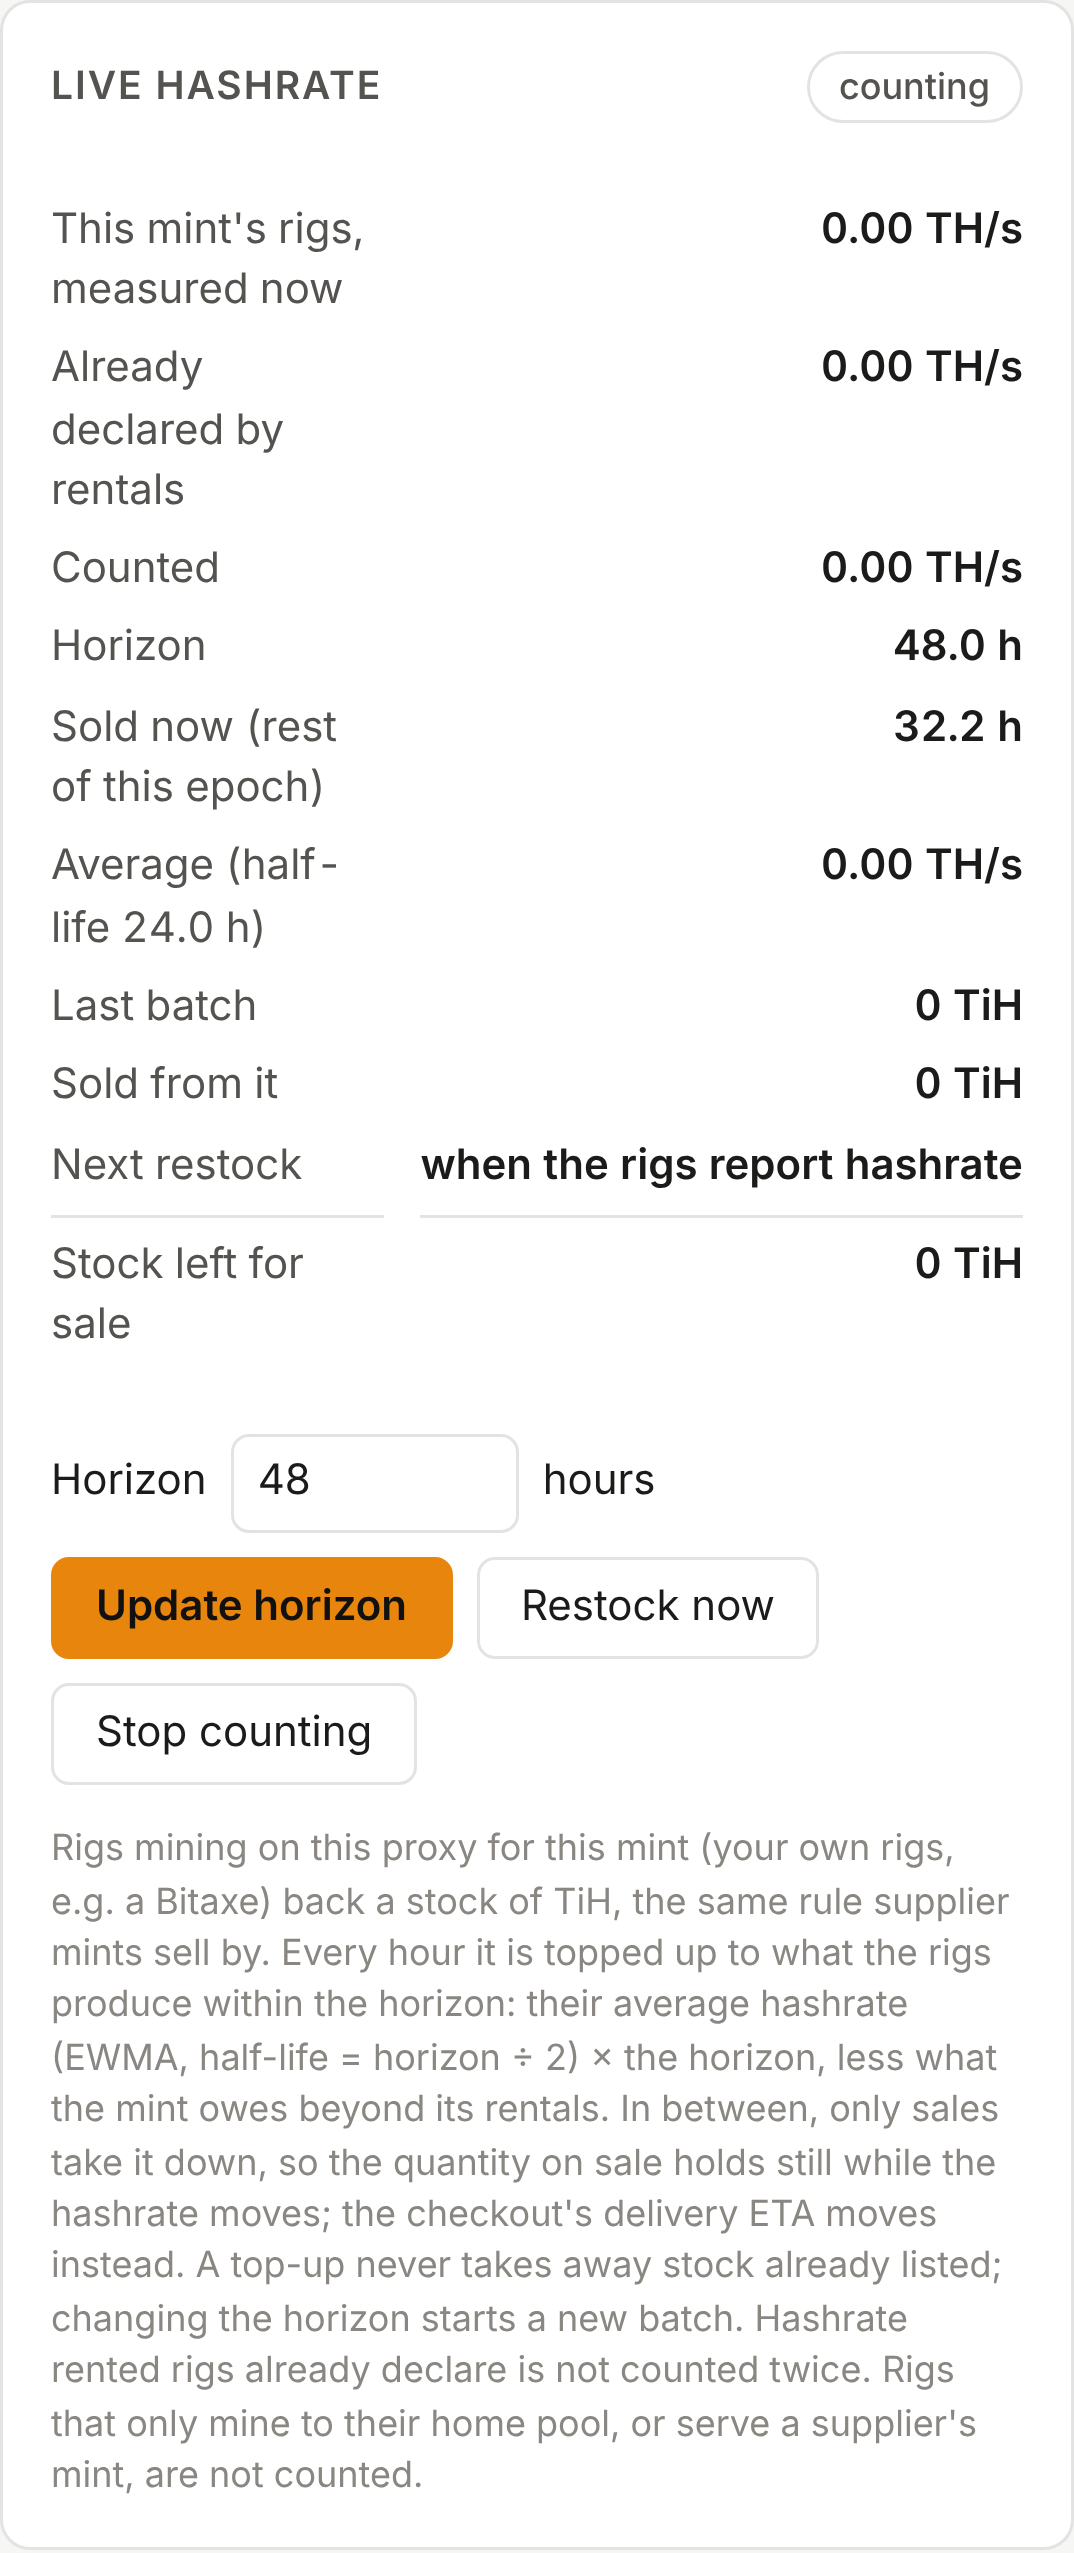 LIVE HASHRATE
counting
This mint's rigs,
measured now
0.00 TH/s
Already
declared by
rentals
0.00 TH/s
Counted
0.00 TH/s
Horizon
48.0 h
Sold now (rest
of this epoch)
32.2 h
Average (half-
life 24.0 h)
0.00 TH/s
Last batch
0 TiH
Sold from it
0 TiH
Next restock
when the rigs report hashrate
Stock left for
sale
0 TiH
Horizon
48
hours
Update horizon
Restock now
Stop counting
Rigs mining on this proxy for this mint (your own rigs,
e.g. a Bitaxe) back a stock of TiH, the same rule supplier
mints sell by. Every hour it is topped up to what the rigs
produce within the horizon: their average hashrate
(EWMA, half-life = horizon ÷ 2) × the horizon, less what
the mint owes beyond its rentals. In between, only sales
take it down, so the quantity on sale holds still while the
hashrate moves; the checkout's delivery ETA moves
instead. A top-up never takes away stock already listed;
changing the horizon starts a new batch. Hashrate
rented rigs already declare is not counted twice. Rigs
that only mine to their home pool, or serve a supplier's
mint, are not counted.